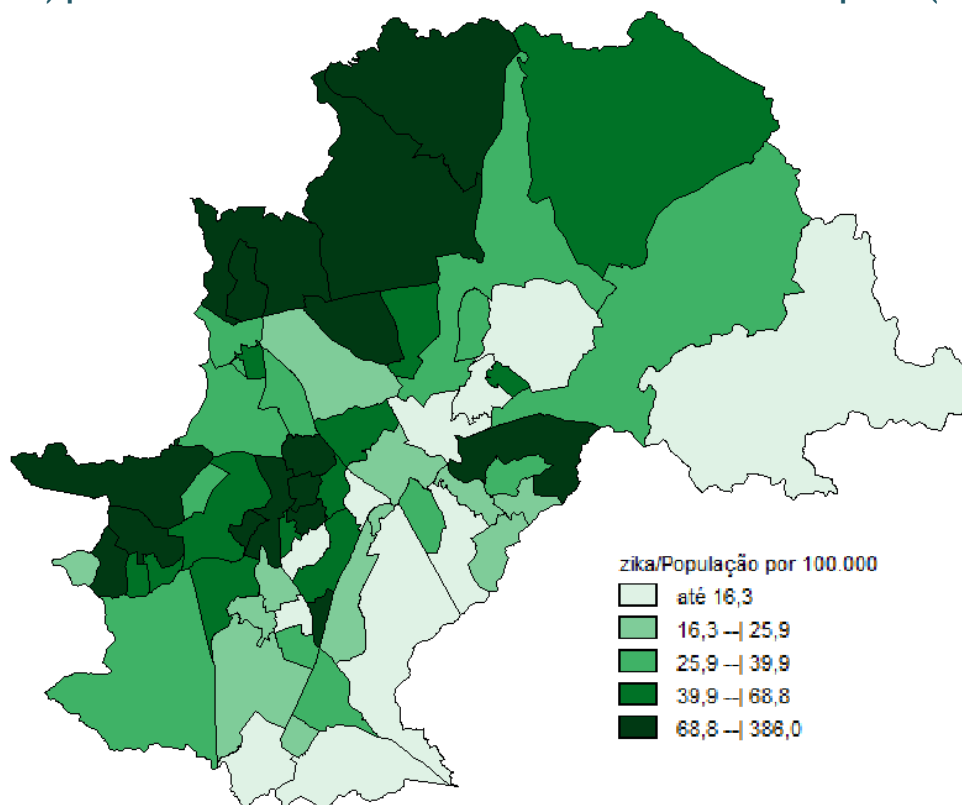 zika/População por 100.000
até 16,3
16,3 --| 25,9
25,9 --| 39,9
39,9 --| 68,8
68,8 --| 386,0